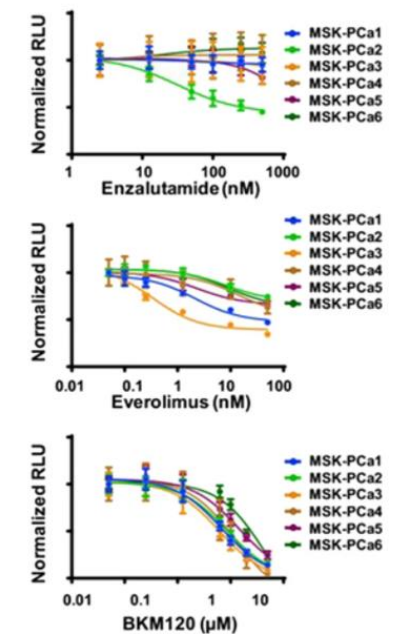 Normalized RLU
MSK-PCa1
MSK-PCa2
MSK-PCa3
MSK-PCa4
MSK-PCa5
MSK-PCa6
1 10 100 1000
Enzalutamide (nM)
Normalized RLU
MSK-PCa1
MSK-PCa2
MSK-PCa3
MSK-PCa4
MSK-PCa5
MSK-PCa6
0.01 0.1 1 10 100
Everolimus (nM)
Normalized RLU
MSK-PCa1
MSK-PCa2
MSK-PCa3
MSK-PCa4
MSK-PCa5
MSK-PCa6
0.01 0.1 1 10
BKM120 (μM)